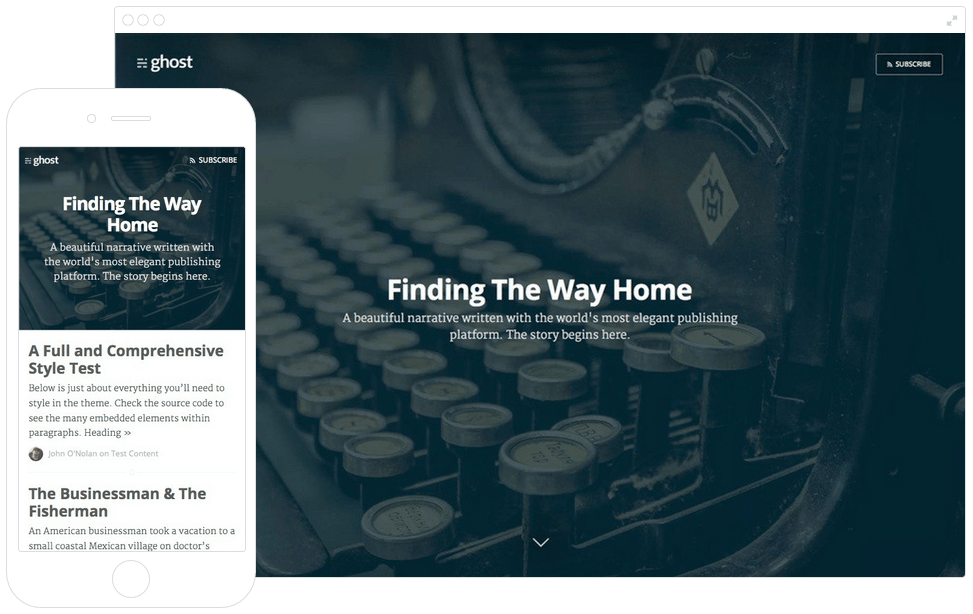 ghost
SUBSCRIBE
Finding The Way Home
A beautiful narrative written with the world's most elegant publishing
platform. The story begins here.
ghost
SUBSCRIBE
Finding The Way
Home
A beautiful narrative written with
the world's most elegant publishing
platform. The story begins here.
A Full and Comprehensive
Style Test
Below is just about everything you'll need to
style in the theme. Check the source code to
see the many embedded elements within
paragraphs. Heading »
John O'Nolan on Test Content
The Businessman & The
Fisherman
An American businessman took a vacation to a
small coastal Mexican village on doctor's